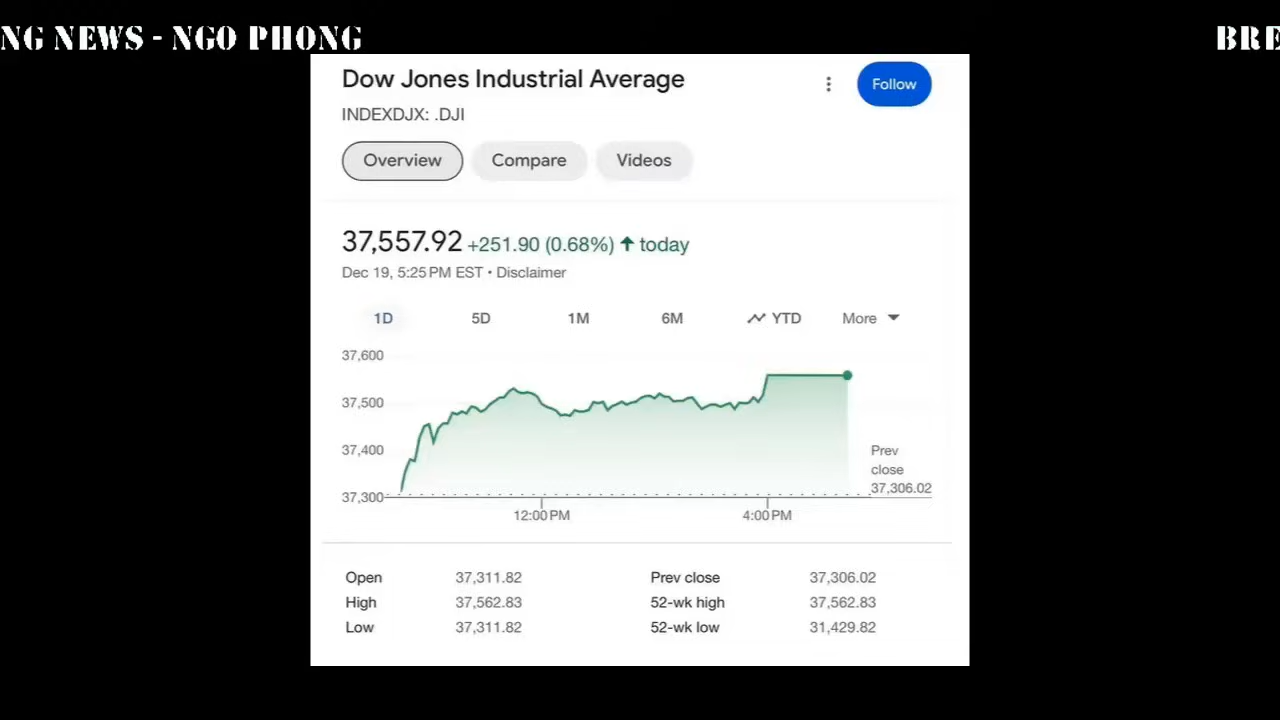 NG NEWS - NGO PHONG
BRE
Dow Jones Industrial Average
Follow
INDEXDJX: .DJI
Overview Compare Videos
37,557.92 +251.90 (0.68%) ↑ today
Dec 19, 5:25 PM EST • Disclaimer
1D 5D 1M 6M YTD More
37,600
37,500
37,400
37,300
Prev
close
37,306.02
12:00 PM 4:00 PM
Open 37,311.82 Prev close 37,306.02
High 37,562.83 52-wk high 37,562.83
Low 37,311.82 52-wk low 31,429.82